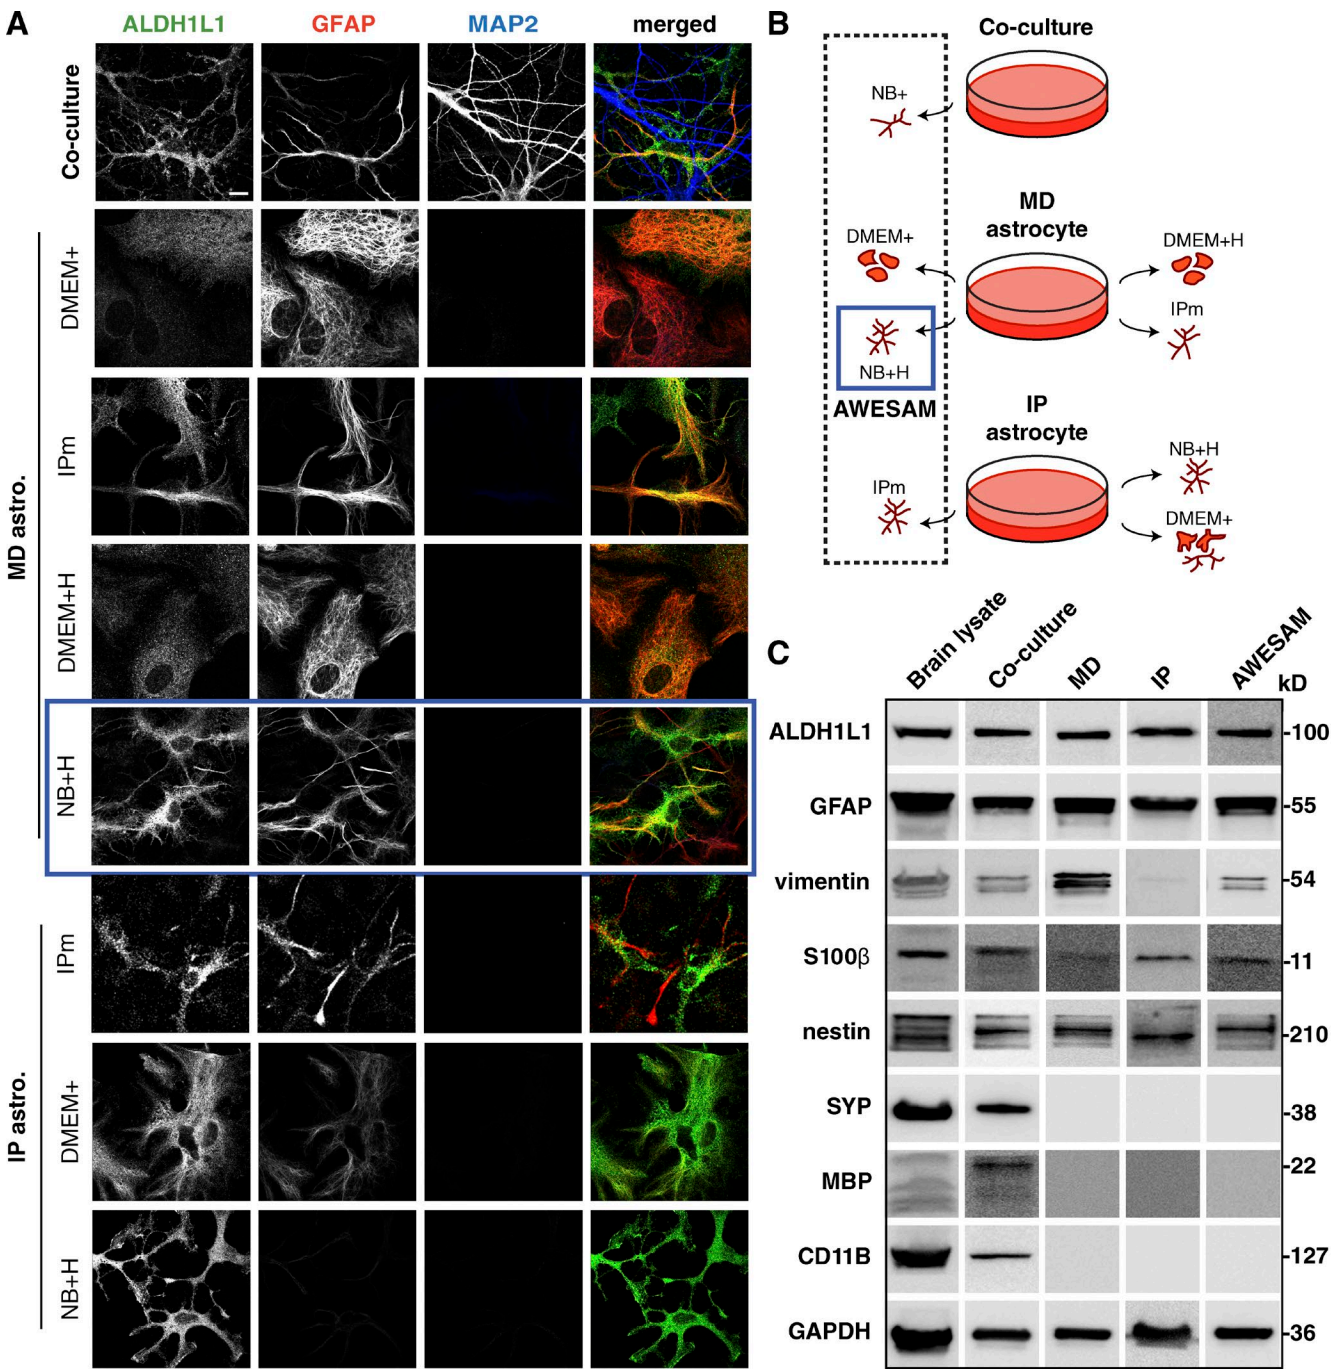 A
ALDH1L1 GFAP MAP2 merged
Co-culture
MD astro.
DMEM+
IPm
DMEM+H
NB+H
IP astro.
IPm
DMEM+
NB+H
B
Co-culture
NB+
MD
astrocyte
DMEM+
DMEM+H
IPm
NB+H
AWESAM
IP
astrocyte
NB+H
IPm
DMEM+
C
Brain lysate
Co-culture
MD
IP
AWESAM
kD
ALDH1L1 -100
GFAP -55
vimentin -54
S100β -11
nestin -210
SYP -38
MBP -22
CD11B -127
GAPDH -36